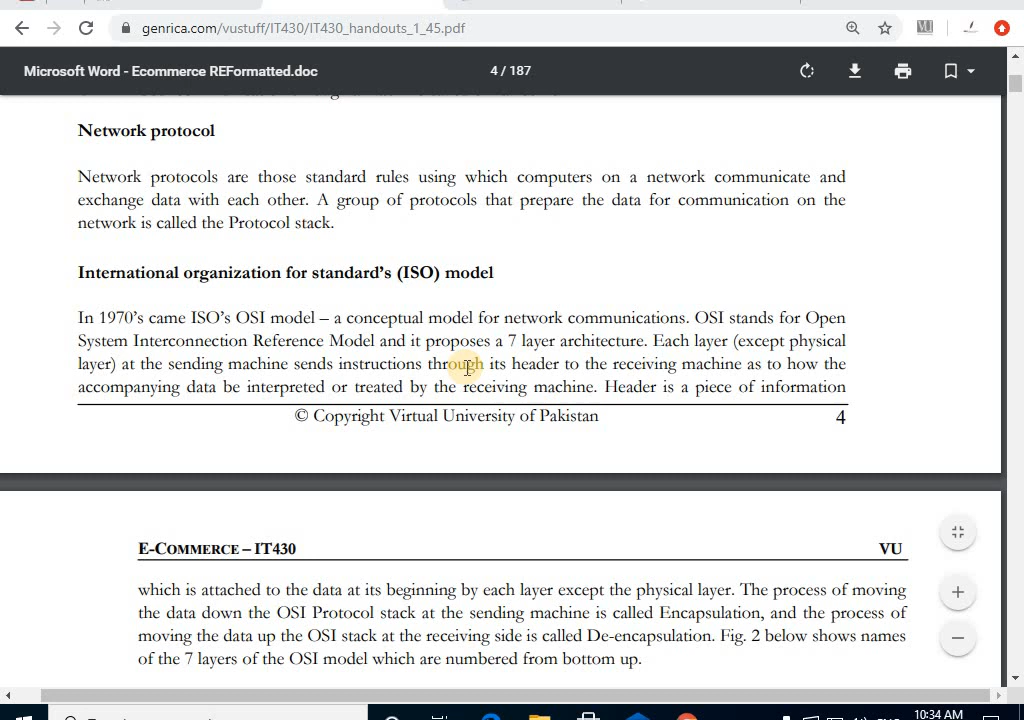 genrica.com/vustuff/IT430/IT430_handouts_1_45.pdf
Microsoft Word - Ecommerce REFormatted.doc
4 / 187
Network protocol
Network protocols are those standard rules using which computers on a network communicate and
exchange data with each other. A group of protocols that prepare the data for communication on the
network is called the Protocol stack.
International organization for standard’s (ISO) model
In 1970’s came ISO’s OSI model – a conceptual model for network communications. OSI stands for Open
System Interconnection Reference Model and it proposes a 7 layer architecture. Each layer (except physical
layer) at the sending machine sends instructions through its header to the receiving machine as to how the
accompanying data be interpreted or treated by the receiving machine. Header is a piece of information
© Copyright Virtual University of Pakistan
4
E-COMMERCE – IT430
VU
which is attached to the data at its beginning by each layer except the physical layer. The process of moving
the data down the OSI Protocol stack at the sending machine is called Encapsulation, and the process of
moving the data up the OSI stack at the receiving side is called De-encapsulation. Fig. 2 below shows names
of the 7 layers of the OSI model which are numbered from bottom up.
10:34 AM